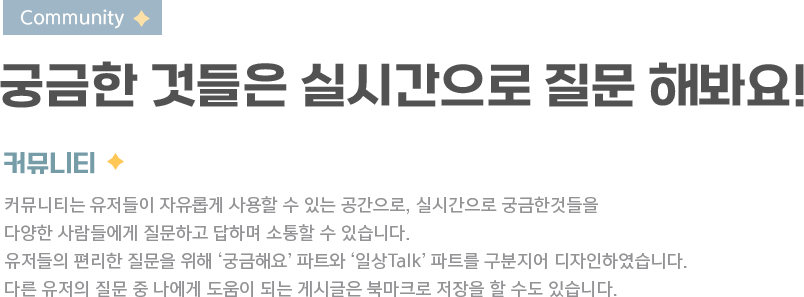 Community
궁금한 것들은 실시간으로 질문 해봐요!
커뮤니티
커뮤니티는 유저들이 자유롭게 사용할 수 있는 공간으로, 실시간으로 궁금한것들을
다양한 사람들에게 질문하고 답하며 소통할 수 있습니다.
유저들의 편리한 질문을 위해 ‘궁금해요’ 파트와 ‘일상Talk’ 파트를 구분지어 디자인하였습니다.
다른 유저의 질문 중 나에게 도움이 되는 게시글은 북마크로 저장을 할 수도 있습니다.